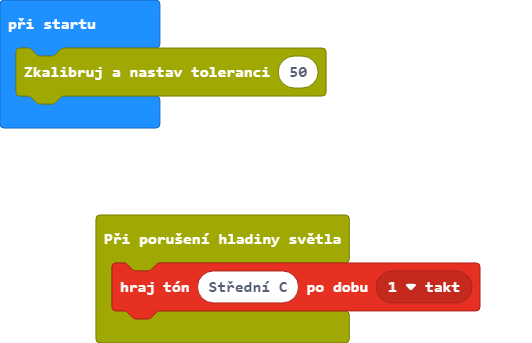 při startu
Zkalibruj a nastav toleranci 50
Při porušení hladiny světla
hraj tón Střední C po dobu 1 takt